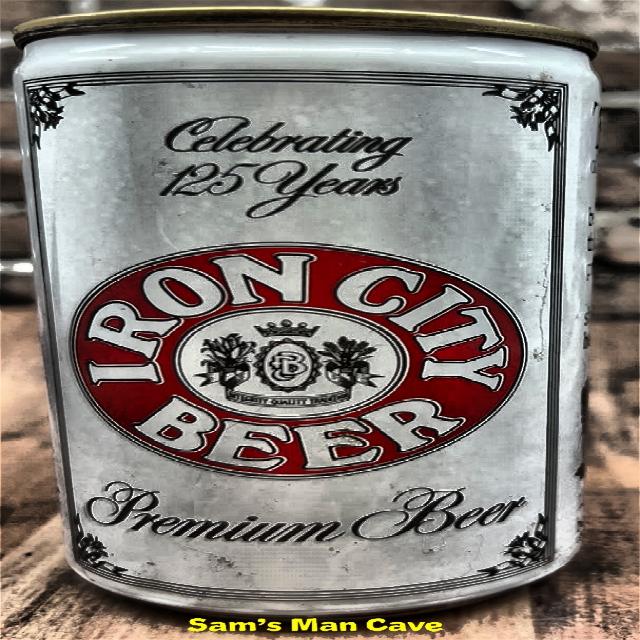 Celebrating
125 Years
IRON CITY
BEER
Premium Beer
Sam's Man Cave